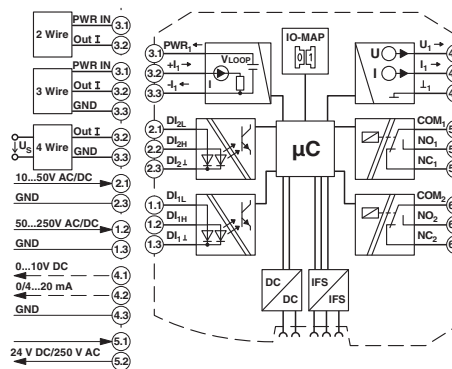 2 Wire
PWR IN 3.1
Out I 3.2
3 Wire
PWR IN 3.1
Out I 3.2
GND 3.3
US
4 Wire
Out I 3.2
GND 3.3
10...50V AC/DC 2.1
GND 2.3
50...250V AC/DC 1.2
GND 1.3
0...10V DC 4.1
0/4...20 mA 4.2
GND 4.3
5.1
24 V DC/250 V AC 5.2
3.1 PWR1
3.2 +I1
3.3 -I1
VLOOP
I
IO-MAP
0 1
U U1
I I1
⊥1
2.1 DI2L
2.2 DI2H
2.3 DI2⊥
µC
COM1
NO1
NC1
1.1 DI1L
1.2 DI1H
1.3 DI1⊥
COM2
NO2
NC2
DC
DC
IFS
IFS